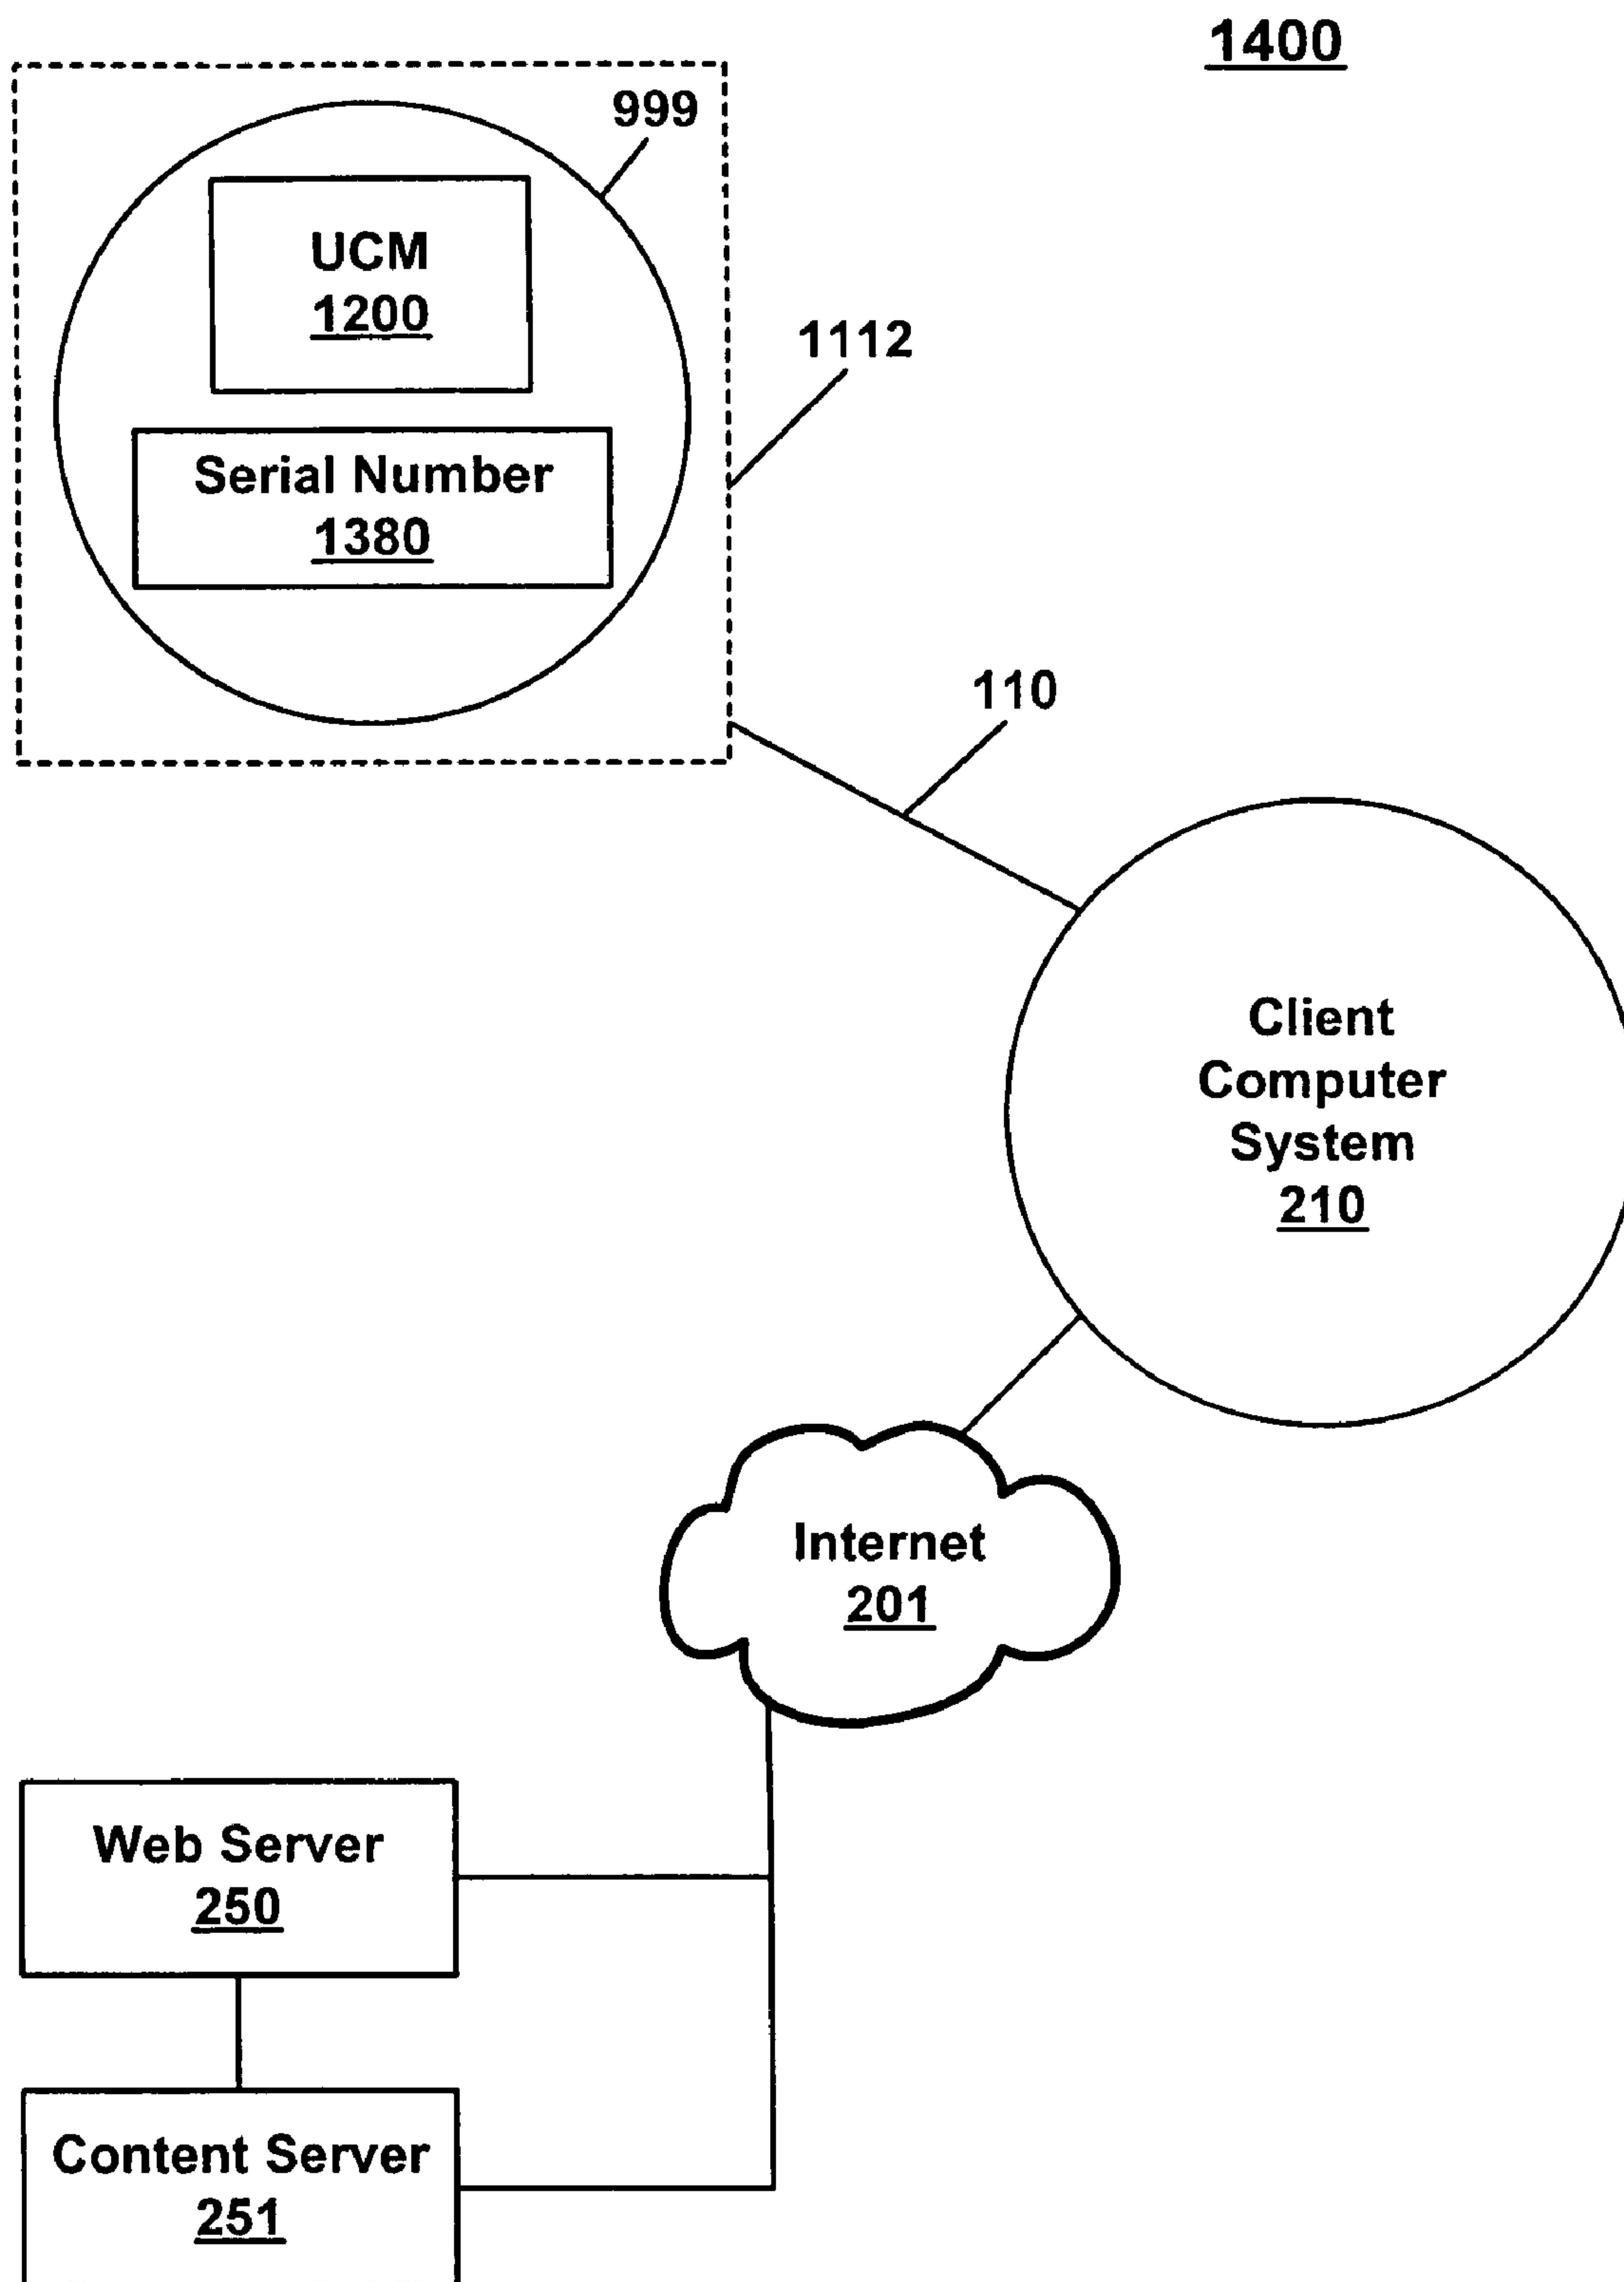 1400
999
UCM
1200
1112
Serial Number
1380
110
Client
Computer
System
210
Internet
201
Web Server
250
Content Server
251